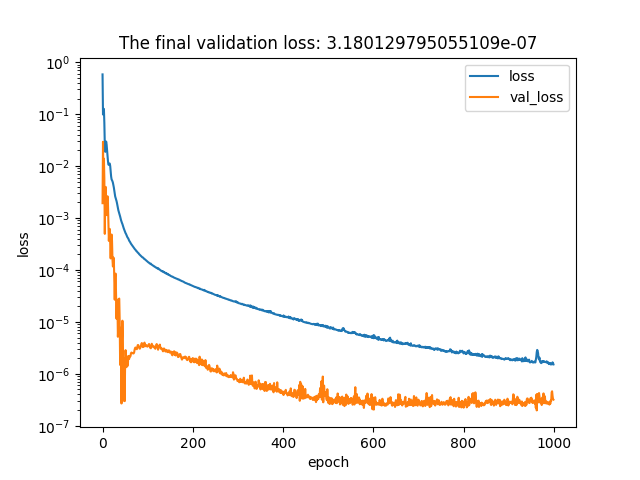 The final validation loss: 3.180129795055109e-07
loss
val_loss
10⁰
10⁻¹
10⁻²
10⁻³
10⁻⁴
10⁻⁵
10⁻⁶
10⁻⁷
loss
0 200 400 600 800 1000
epoch